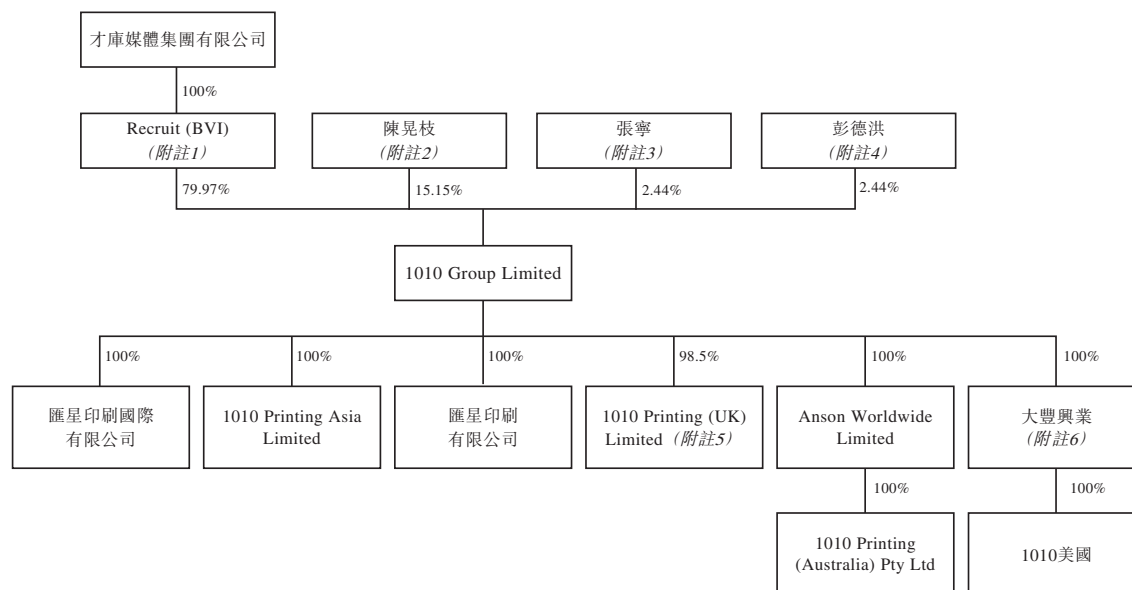 才庫媒體集團有限公司
100%
Recruit (BVI)
(附註1)
陳晃枝
(附註2)
張寧
(附註3)
彭德洪
(附註4)
79.97%
15.15%
2.44%
2.44%
1010 Group Limited
100%
100%
100%
98.5%
100%
100%
匯星印刷國際
有限公司
1010 Printing Asia
Limited
匯星印刷
有限公司
1010 Printing (UK)
Limited(附註5)
Anson Worldwide
Limited
大豐興業
(附註6)
100%
100%
1010 Printing
(Australia) Pty Ltd
1010美國